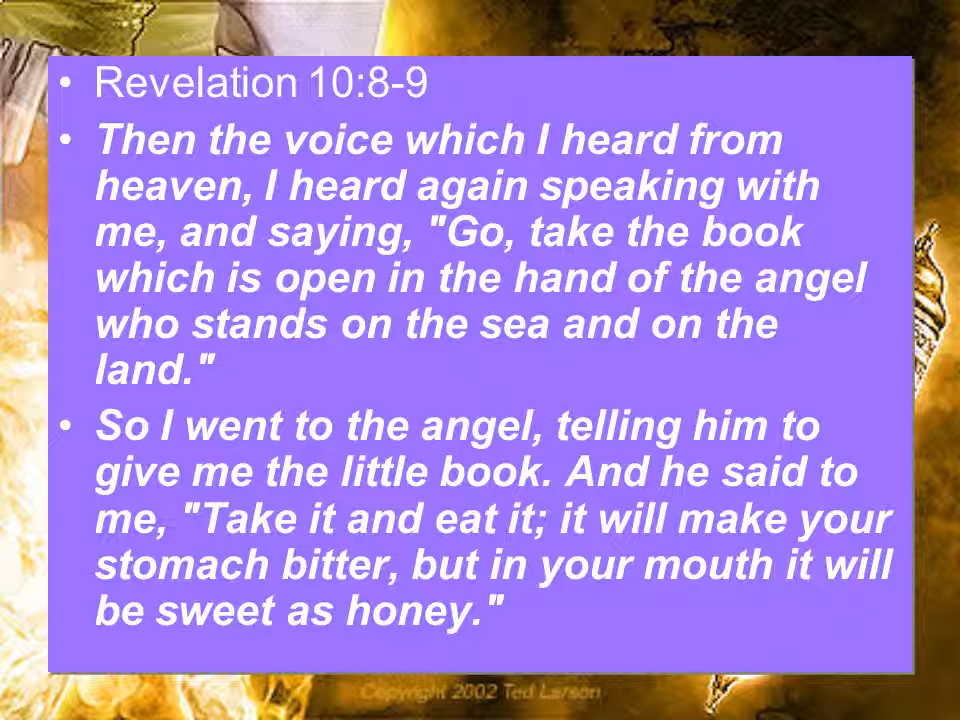 • Revelation 10:8-9
• Then the voice which I heard from
heaven, I heard again speaking with
me, and saying, "Go, take the book
which is open in the hand of the angel
who stands on the sea and on the
land."
• So I went to the angel, telling him to
give me the little book. And he said to
me, "Take it and eat it; it will make your
stomach bitter, but in your mouth it will
be sweet as honey."
Copyright 2002 Ted Larson